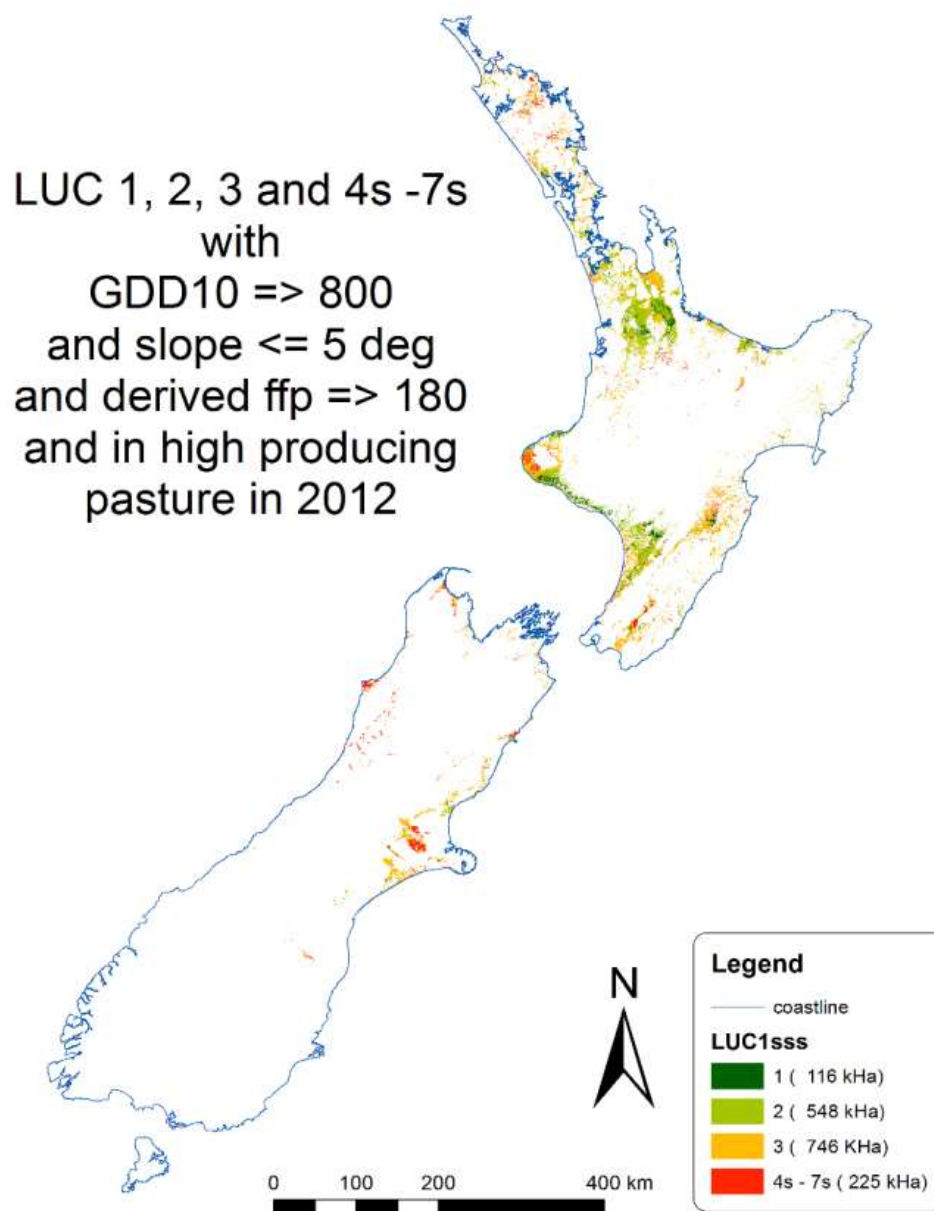 LUC 1, 2, 3 and 4s -7s
with
GDD10 => 800
and slope <= 5 deg
and derived ffp => 180
and in high producing
pasture in 2012
N
Legend
coastline
LUC1sss
1 ( 116 kHa)
2 ( 548 kHa)
3 ( 746 KHa)
4s - 7s ( 225 kHa)
0 100 200 400 km